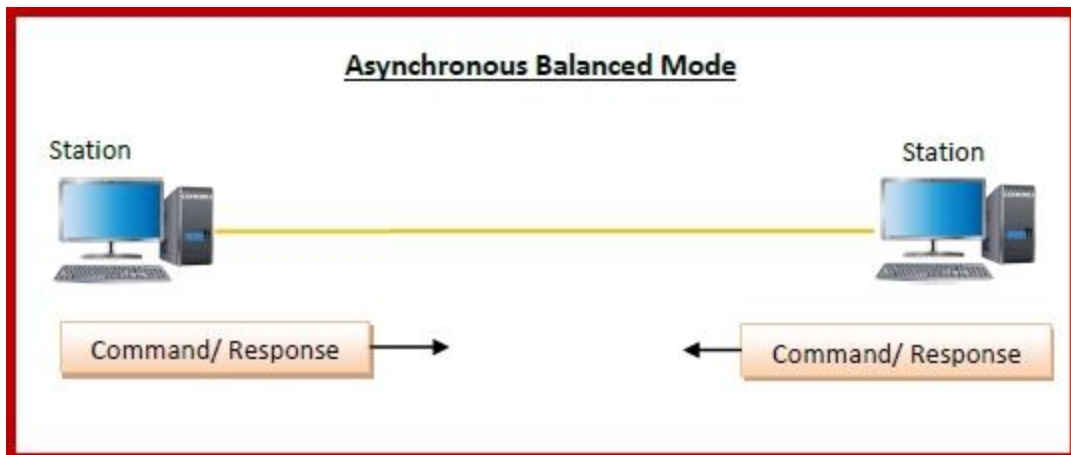 Asynchronous Balanced Mode
Station
Station
Command/ Response
Command/ Response